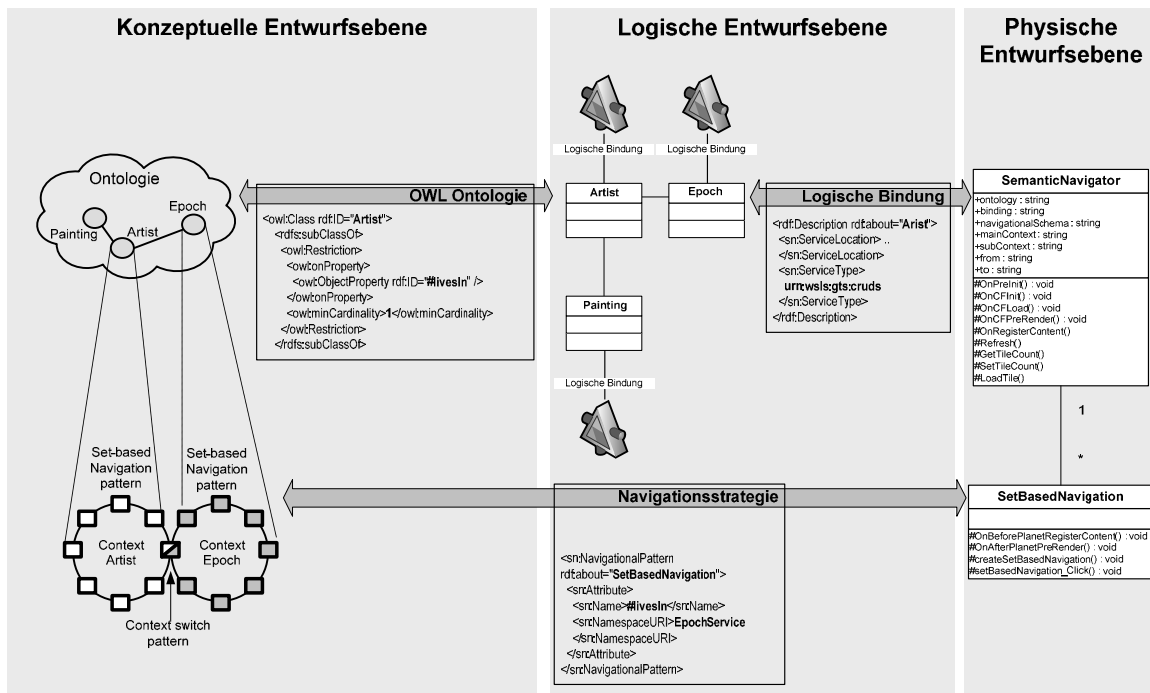 Konzeptuelle Entwurfsebene
Ontologie
Epoch
Painting
Artist
OWL Ontologie
<owl:Class rdf:ID="Artist">
<rdfs:subClassOf>
<owl:Restriction>
<owl:onProperty>
<owl:ObjectProperty rdf:ID="#livesIn" />
</owl:onProperty>
<owl:minCardinality>1</owl:minCardinality>
</owl:Restriction>
</rdfs:subClassOf>
Set-based
Navigation
pattern
Set-based
Navigation
pattern
Context
Artist
Context
Epoch
Context switch
pattern
Logische Entwurfsebene
Logische Bindung
Logische Bindung
Artist
Epoch
Painting
Logische Bindung
Logische Bindung
<rdf:Description rdf:about="Arist">
<sn:ServiceLocation> ..
</sn:ServiceLocation>
<sn:ServiceType>
urn:wsls:gts:cruds
</sn:ServiceType>
</rdf:Description>
Navigationsstrategie
<sn:NavigationalPattern
rdf:about="SetBasedNavigation">
<sn:Attribute>
<sn:Name>#livesIn</sn:Name>
<sn:NamespaceURI>EpochService
</sn:NamespaceURI>
</sn:Attribute>
</sn:NavigationalPattern>
Physische
Entwurfsebene
SemanticNavigator
+ontology : string
+binding : string
+navigationalSchema : string
+mainContext : string
+subContext : string
+from : string
+to : string
#OnPreInit() : void
#OnCFInit() : void
#OnCFLoad() : void
#OnCFPreRender() : void
#OnRegisterContent()
#Refresh()
#GetTileCount()
#SetTileCount()
#LoadTile()
1
*
SetBasedNavigation
#OnBeforePlanetRegisterContent() : void
#OnAfterPlanetPreRender() : void
#createSetBasedNavigation() : void
#setBasedNavigation_Click() : void